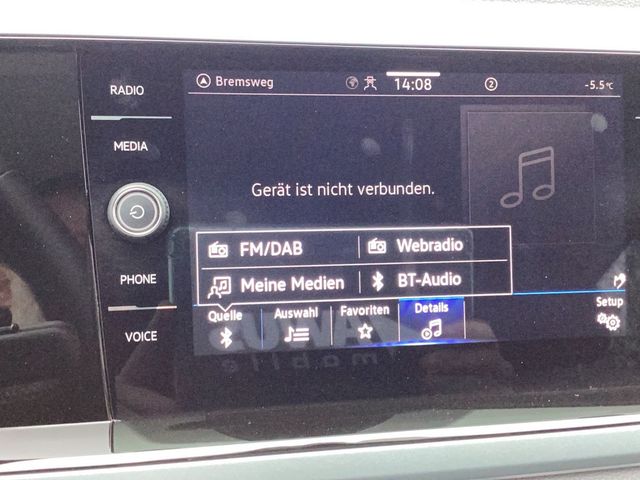 RADIO
MEDIA
PHONE
VOICE
Bremsweg
14:08
2
-5.5°C
Gerät ist nicht verbunden.
FM/DAB
Webradio
Meine Medien
BT-Audio
Quelle
Auswahl
Favoriten
Details
Setup